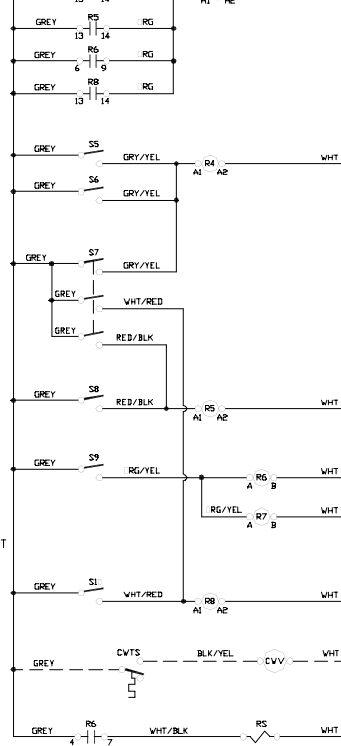 13 14 A1 A2
GREY R5 RG
13 14
GREY R6 RG
6 9
GREY R8 RG
13 14
GREY S5 GRY/YEL R4 WHT
A1 A2
GREY S6 GRY/YEL
GREY S7 GRY/YEL
GREY WHT/RED
GREY RED/BLK
GREY S8 RED/BLK R5 WHT
A1 A2
GREY S9 RG/YEL R6 WHT
A B
RG/YEL R7 WHT
A B
T
GREY S1 WHT/RED R8 WHT
A1 A2
CWTS BLK/YEL CWV WHT
GREY
GREY R6 WHT/BLK RS WHT
4 7